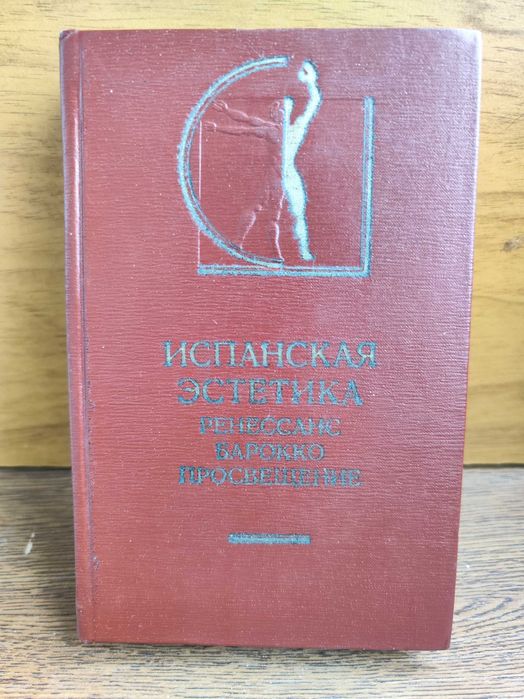 ИСПАНСКАЯ
ЭСТЕТИКА
РЕНЕССАНС
БАРОККО
ПРОСВЕЩЕНИЕ